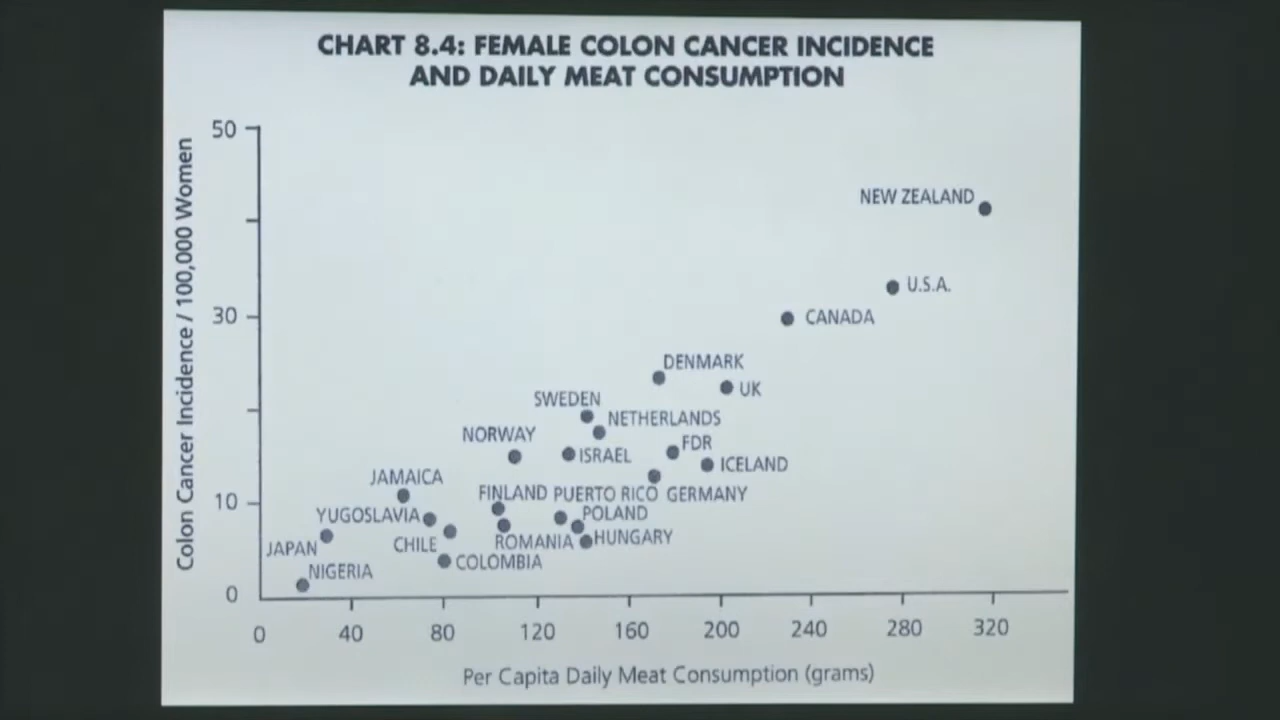 CHART 8.4: FEMALE COLON CANCER INCIDENCE
AND DAILY MEAT CONSUMPTION
Colon Cancer Incidence / 100,000 Women
50
30
10
0
NEW ZEALAND
U.S.A.
CANADA
DENMARK
UK
SWEDEN
NETHERLANDS
NORWAY
FDR
ISRAEL
ICELAND
JAMAICA
FINLAND PUERTO RICO GERMANY
YUGOSLAVIA
POLAND
CHILE
ROMANIA
HUNGARY
JAPAN
COLOMBIA
NIGERIA
0 40 80 120 160 200 240 280 320
Per Capita Daily Meat Consumption (grams)